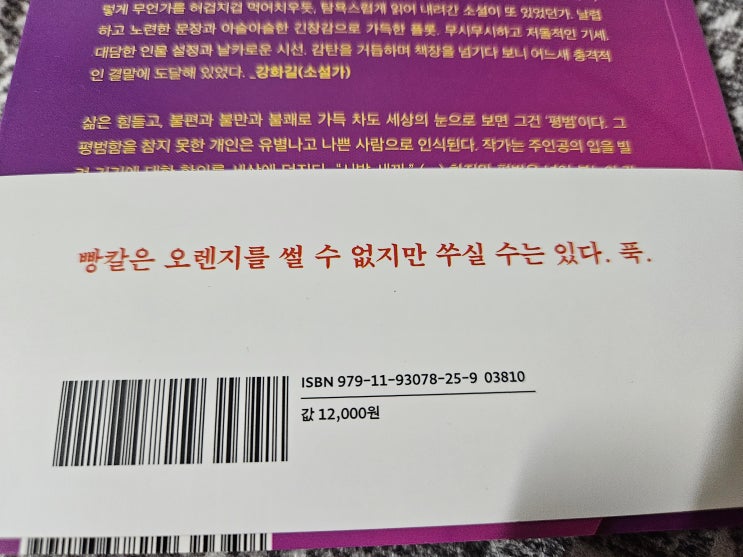 렇게 무언가를 허겁지겁 먹어치우듯, 탐욕스럽게 읽어 내려간 소설이 또 있었던가. 날렵
하고 노련한 문장과 아슬아슬한 긴장감으로 가득한 플롯. 무시무시하고 저돌적인 기세.
대담한 인물 설정과 날카로운 시선. 감탄을 거듭하며 책장을 넘기다 보니 어느새 충격적
인 결말에 도달해 있었다. _강화길(소설가)
삶은 힘들고, 불편과 불만과 불쾌로 가득 차도 세상의 눈으로 보면 그건 ‘평범’이다. 그
평범함을 참지 못한 개인은 유별나고 나쁜 사람으로 인식된다. 작가는 주인공의 입을 빌
빵칼은 오렌지를 썰 수 없지만 쑤실 수는 있다. 푹.
ISBN 979-11-93078-25-9 03810
값 12,000원